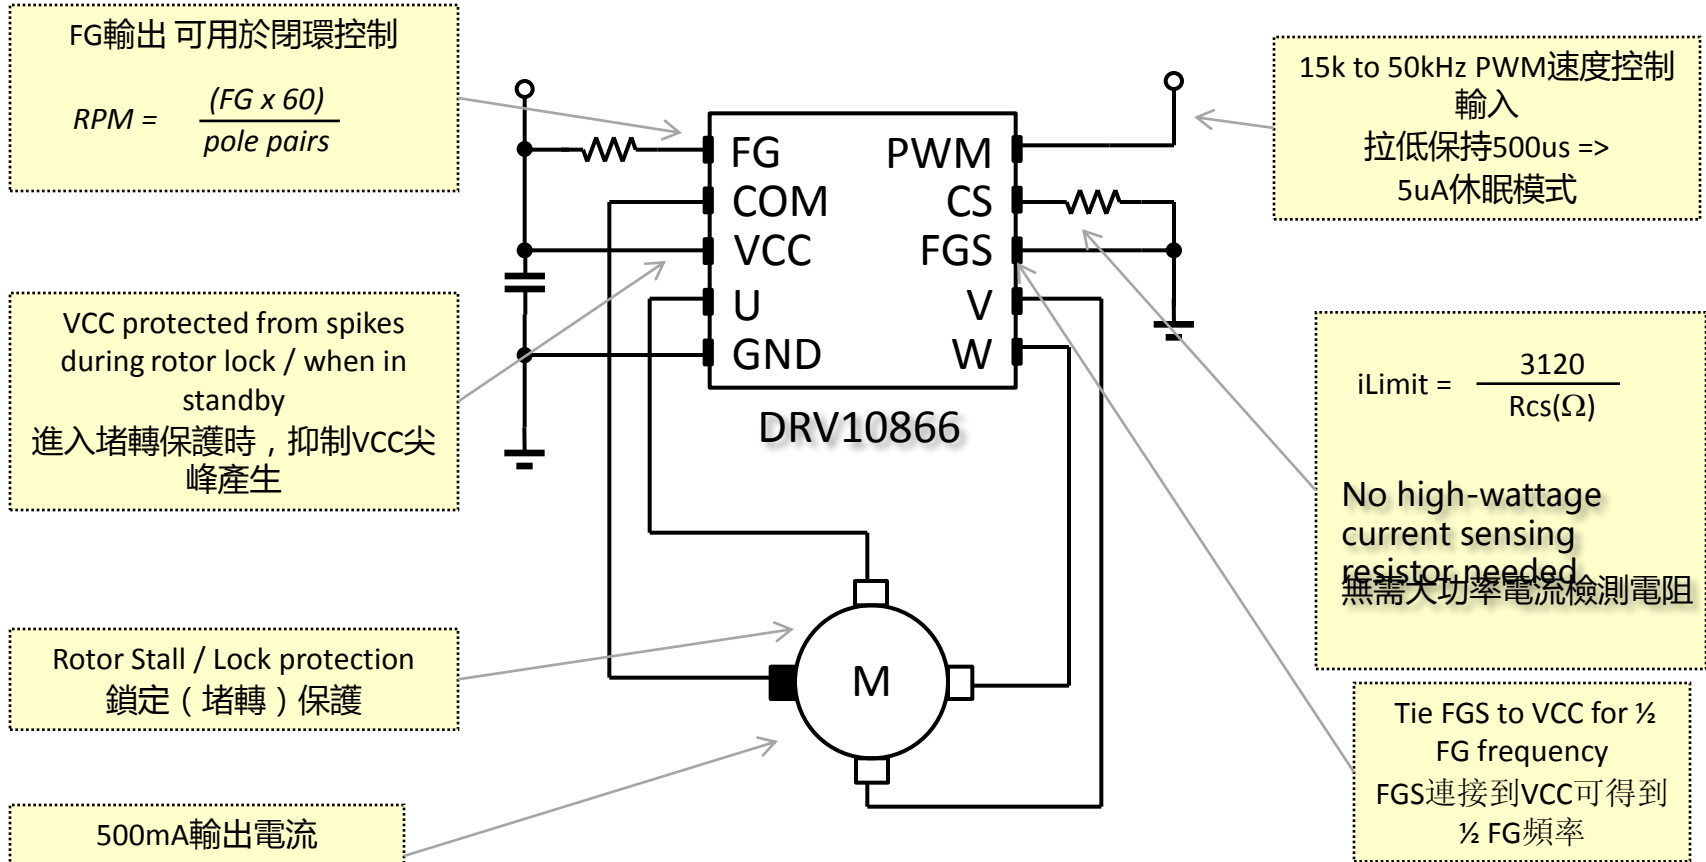 FG輸出 可用於閉環控制
RPM = (FG x 60)
pole pairs
VCC protected from spikes
during rotor lock / when in
standby
進入堵轉保護時，抑制VCC尖
峰產生
Rotor Stall / Lock protection
鎖定（堵轉）保護
500mA輸出電流
FG
COM
VCC
U
GND
PWM
CS
FGS
V
W
DRV10866
M
15k to 50kHz PWM速度控制
輸入
拉低保持500us =>
5uA休眠模式
iLimit = 3120
Rcs(Ω)
No high-wattage
current sensing
resistor needed
無需大功率電流檢測電阻
Tie FGS to VCC for ½
FG frequency
FGS連接到VCC可得到
½ FG頻率